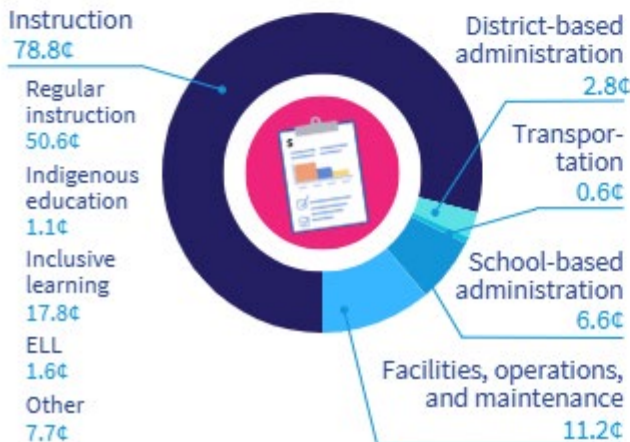 Instruction
78.8¢
Regular
instruction
50.6¢
Indigenous
education
1.1¢
Inclusive
learning
17.8¢
ELL
1.6¢
Other
7.7¢
$
District-based
administration
2.8¢
Transpor-
tation
0.6¢
School-based
administration
6.6¢
Facilities, operations,
and maintenance
11.2¢